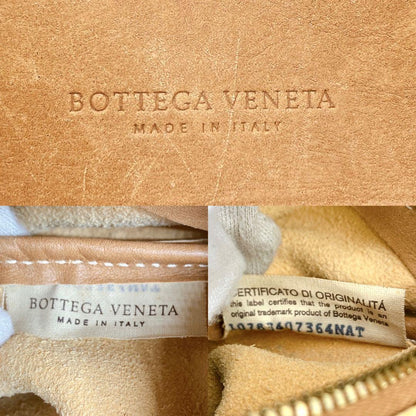 BOTTEGA VENETA
MADE IN ITALY
BOTTEGA VENETA
MADE IN ITALY
CERTIFICATO DI ORIGINALITÁ
this label certifies that the
product is an
original trademark product
of Bottega Veneta